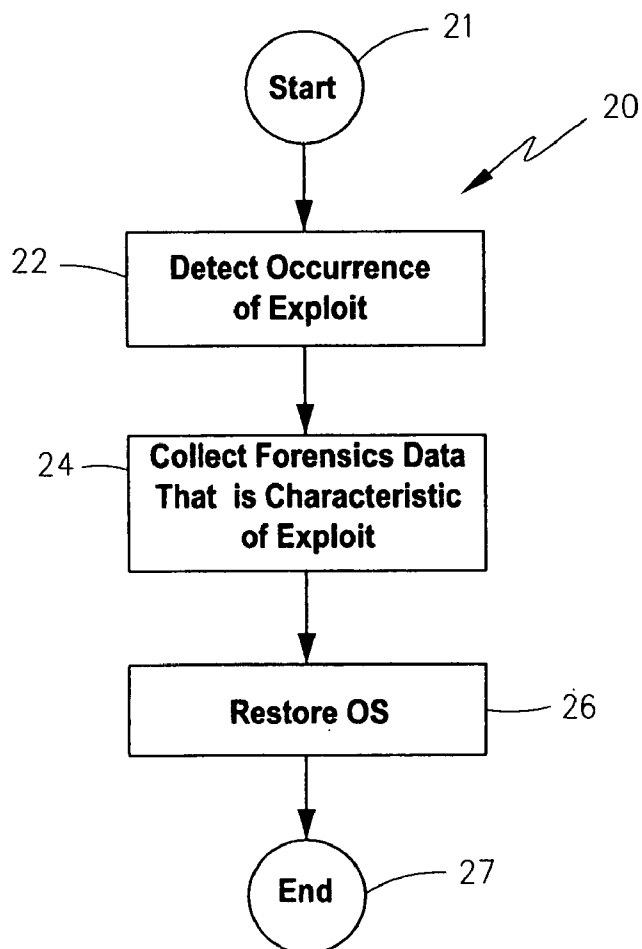 21
Start
20
22
Detect Occurrence
of Exploit
24
Collect Forensics Data
That is Characteristic
of Exploit
Restore OS
26
End
27